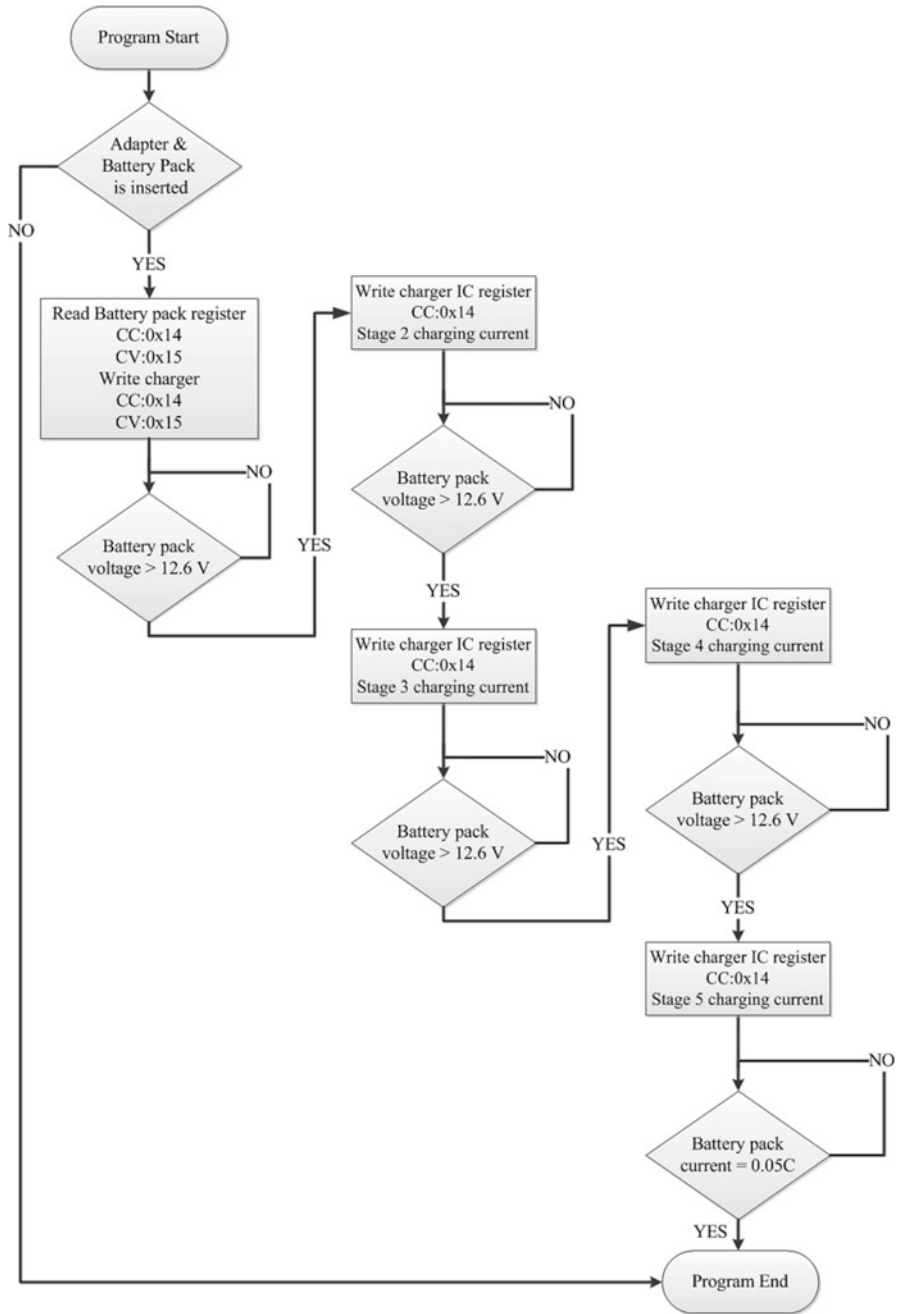 Program Start
Adapter &
Battery Pack
is inserted
NO
YES
Read Battery pack register
CC:0x14
CV:0x15
Write charger
CC:0x14
CV:0x15
NO
Battery pack
voltage > 12.6 V
YES
Write charger IC register
CC:0x14
Stage 2 charging current
NO
Battery pack
voltage > 12.6 V
YES
Write charger IC register
CC:0x14
Stage 3 charging current
NO
Battery pack
voltage > 12.6 V
YES
Write charger IC register
CC:0x14
Stage 4 charging current
NO
Battery pack
voltage > 12.6 V
YES
Write charger IC register
CC:0x14
Stage 5 charging current
NO
Battery pack
current = 0.05C
YES
Program End